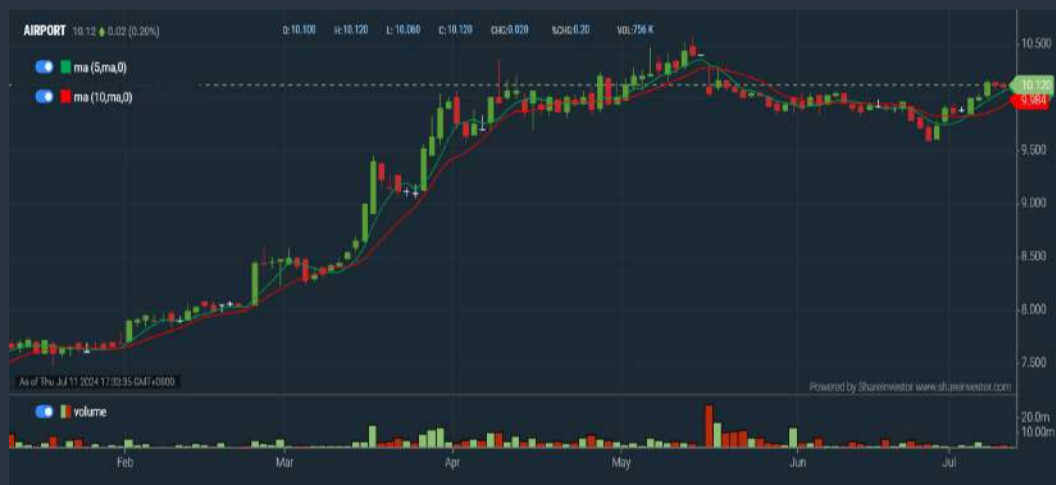 AIRPORT 10.12 0.02 (0.20%) O:10.100 H:10.120 L: 10.060 C:10.120 CHG:0.020 %CHG:0.20 VOL:756 K
ma (5,ma,0)
ma (10,ma,0)
10.500
10.120
9.984
9.500
9.000
8.500
8.000
7.500
As of Thu Jul 11 2024 17:33:35 GMT+0800
Powered by ShareInvestor www.shareinvestor.com
volume
20.0m
10.00m
Feb Mar Apr May Jun Jul